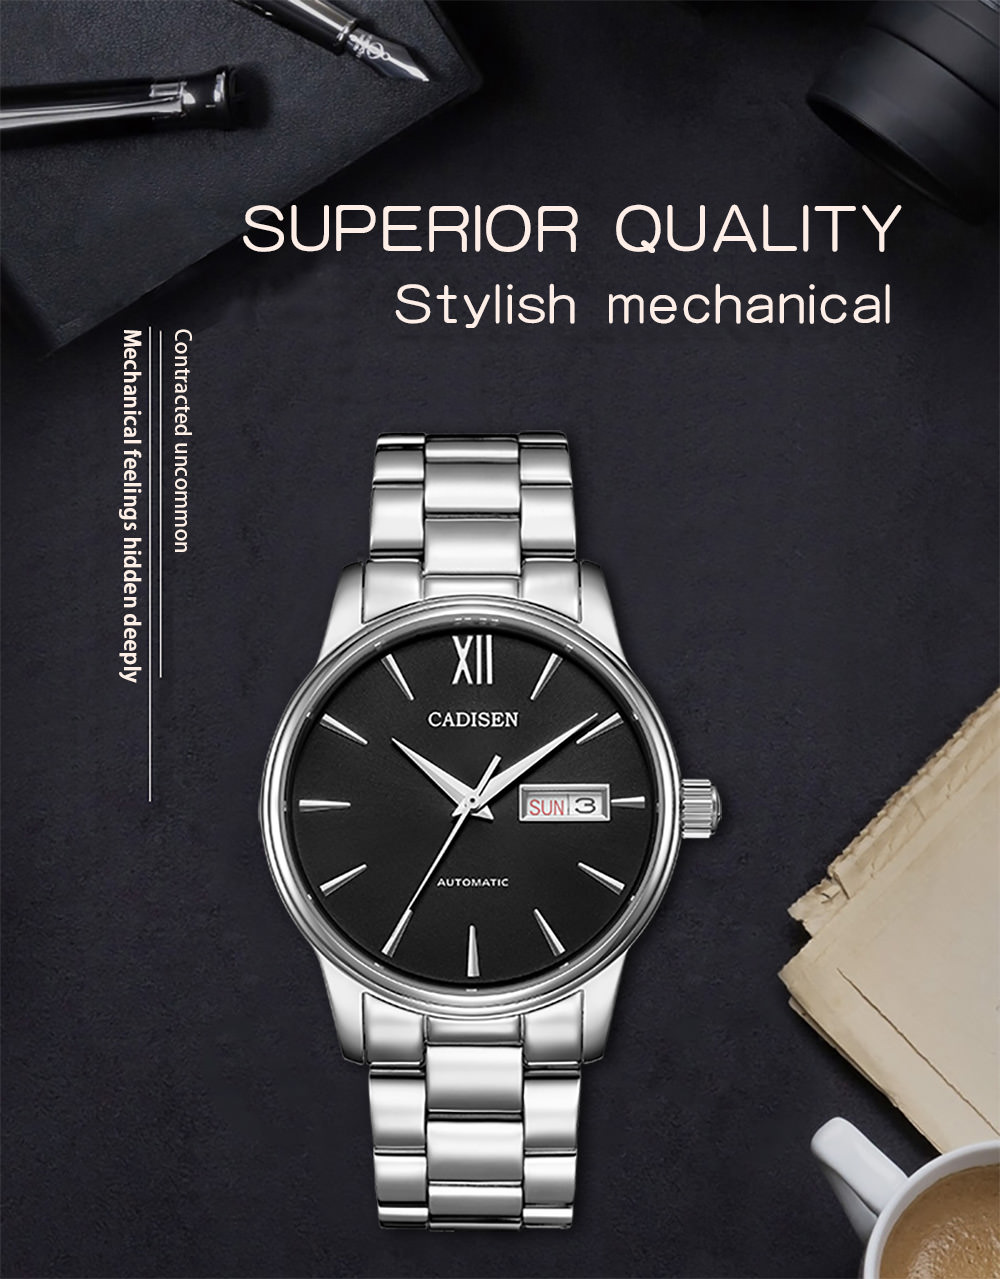 SUPERIOR QUALITY
Stylish mechanical
Contracted uncommon
Mechanical feelings hidden deeply
XII
CADISEN
SUN 3
AUTOMATIC